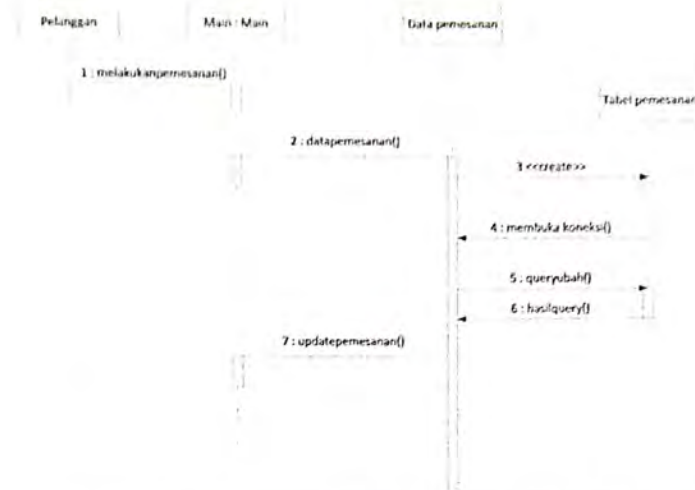 Pelanggan
Main : Main
Data pemesanan
1 : melakukanpemesanan()
Tabel pemesanan
2 : datapemesanan()
3 <<create>>
4 : membuka koneksi()
5 : queryubah()
6 : hasilquery()
7 : updatepemesanan()